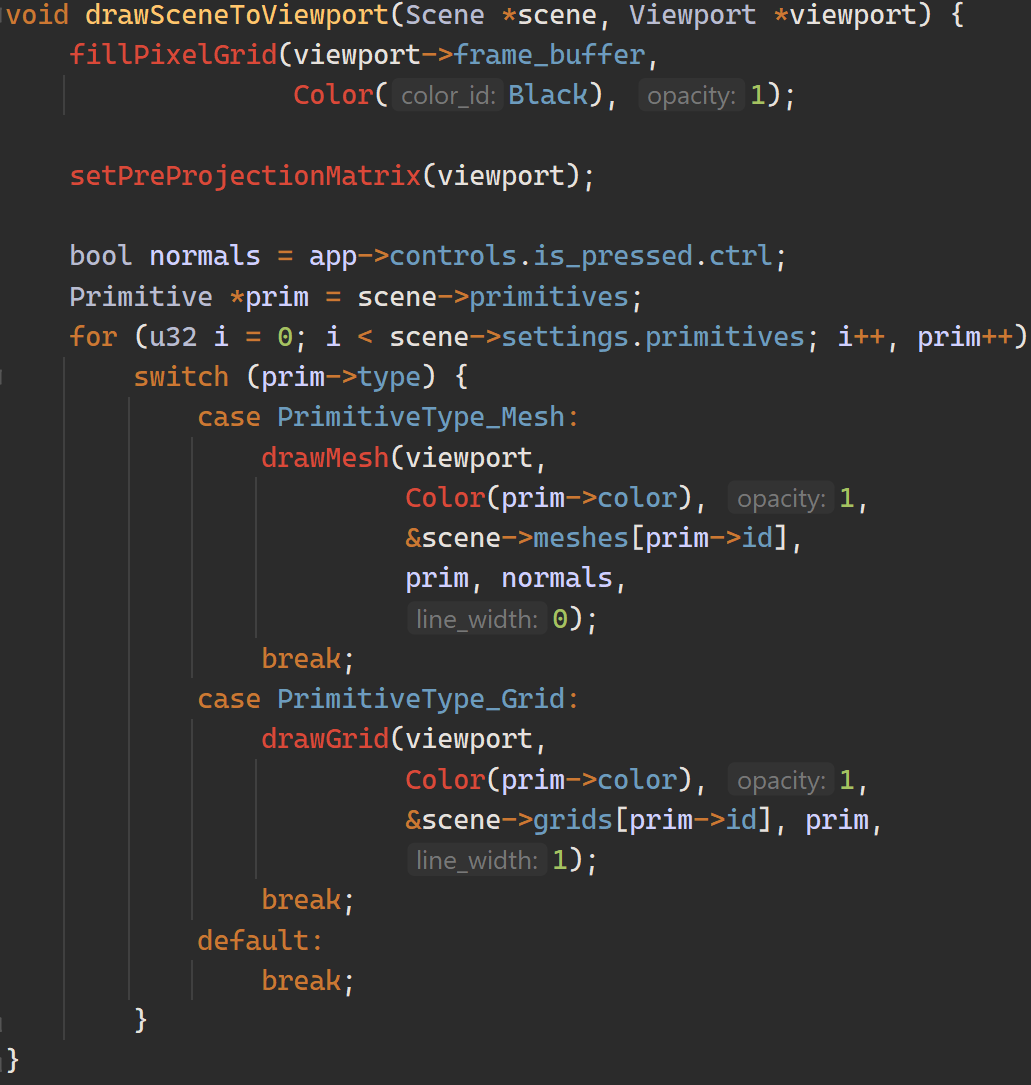 void drawSceneToViewport(Scene *scene, Viewport *viewport) {
    fillPixelGrid(viewport->frame_buffer,
                  Color( color_id: Black), opacity: 1);

    setPreProjectionMatrix(viewport);

    bool normals = app->controls.is_pressed.ctrl;
    Primitive *prim = scene->primitives;
    for (u32 i = 0; i < scene->settings.primitives; i++, prim++)
        switch (prim->type) {
            case PrimitiveType_Mesh:
                drawMesh(viewport,
                         Color(prim->color), opacity: 1,
                         &scene->meshes[prim->id],
                         prim, normals,
                         line_width: 0);
                break;
            case PrimitiveType_Grid:
                drawGrid(viewport,
                         Color(prim->color), opacity: 1,
                         &scene->grids[prim->id], prim,
                         line_width: 1);
                break;
            default:
                break;
        }
}